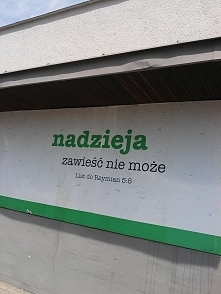 nadzieja
zawieść nie może
List do Rzymian 5:5